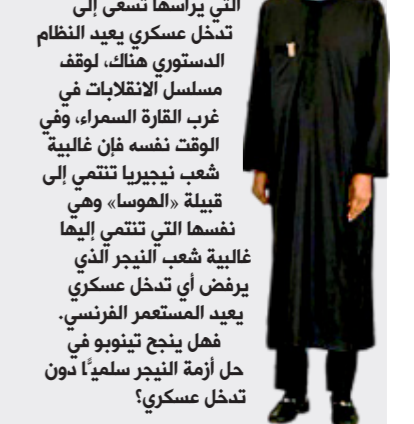 التي يرأسها تسعى إلى
تدخل عسكري يعيد النظام
الدستوري هناك، لوقف
مسلسل الانقلابات في
غرب القارة السمراء، وفي
الوقت نفسه فإن غالبية
شعب نيجيريا تنتمي إلى
قبيلة «الهوسا» وهي
نفسها التي تنتمي إليها
غالبية شعب النيجر الذي
يرفض أي تدخل عسكري
يعيد المستعمر الفرنسي.
فهل ينجح تينوبو في
حل أزمة النيجر سلميًّا دون
تدخل عسكري؟